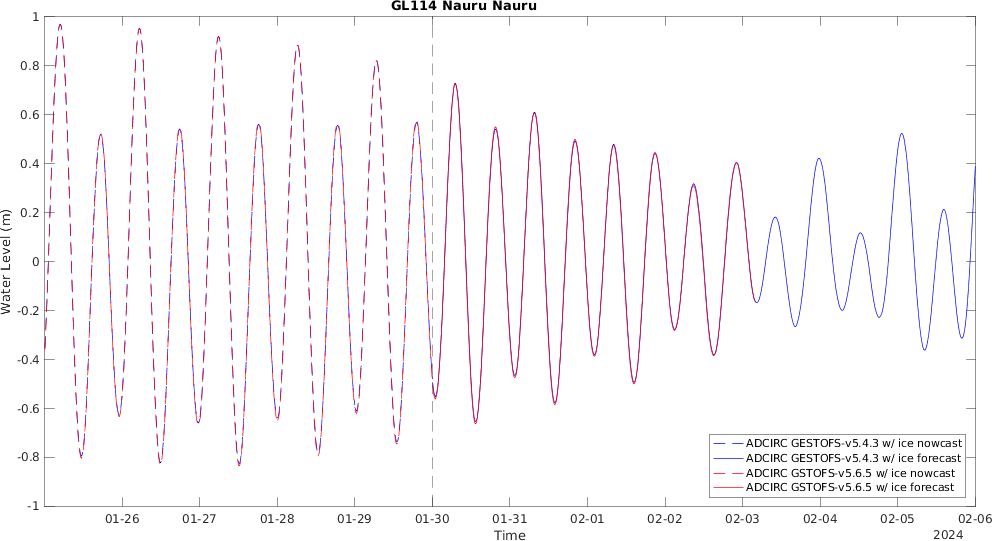 GL114 Nauru Nauru
1
0.8
0.6
0.4
0.2
0
-0.2
-0.4
-0.6
-0.8
-1
Water Level (m)
ADCIRC GESTOFS-v5.4.3 w/ ice nowcast
ADCIRC GESTOFS-v5.4.3 w/ ice forecast
ADCIRC GSTOFS-v5.6.5 w/ ice nowcast
ADCIRC GSTOFS-v5.6.5 w/ ice forecast
01-26 01-27 01-28 01-29 01-30 01-31 02-01 02-02 02-03 02-04 02-05 02-06
Time
2024